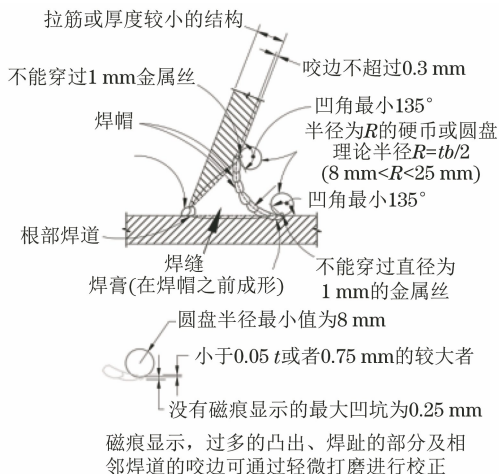 拉筋或厚度较小的结构
咬边不超过0.3 mm
不能穿过1 mm金属丝
凹角最小135°
焊帽
半径为R的硬币或圆盘
理论半径R=tb/2
(8 mm<R<25 mm)
凹角最小135°
根部焊道
焊缝
焊膏(在焊帽之前成形)
不能穿过直径为
1 mm的金属丝
圆盘半径最小值为8 mm
小于0.05 t或者0.75 mm的较大者
没有磁痕显示的最大凹坑为0.25 mm
磁痕显示，过多的凸出、焊趾的部分及相
邻焊道的咬边可通过轻微打磨进行校正